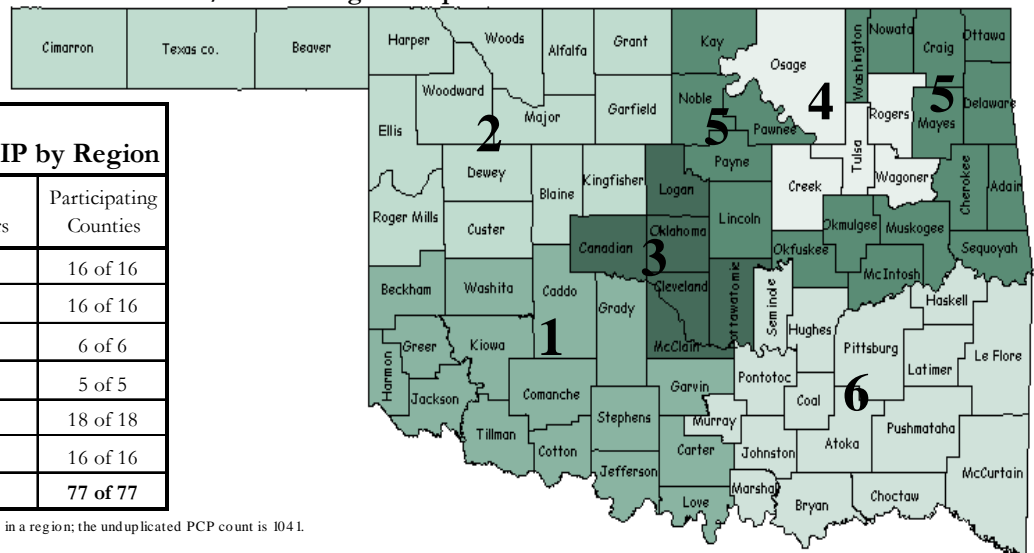 IP by Region
Participating
Counties
16 of 16
16 of 16
6 of 6
5 of 5
18 of 18
16 of 16
77 of 77
in a region; the unduplicated PCP count is 1041.
Cimarron
Texas co.
Beaver
Harper
Woods
Alfalfa
Grant
Kay
Osage
Washington
Nowata
Craig
Ottawa
Woodward
Ellis
Major
Garfield
Noble
Pawnee
Rogers
Mayes
Delaware
2
5
4
5
Dewey
Blaine
Kingfisher
Logan
Payne
Creek
Tulsa
Wagoner
Cherokee
Adair
Roger Mills
Custer
Canadian
Oklahoma
Lincoln
Okfuskee
Okmulgee
Muskogee
Sequoyah
McIntosh
3
Beckham
Washita
Caddo
Grady
Cleveland
Pottawatomie
Seminole
Hughes
Haskell
McClain
Greer
Harmon
Kiowa
1
Jackson
Comanche
Garvin
Pontotoc
Pittsburg
Latimer
Le Flore
Coal
6
Tillman
Cotton
Stephens
Murray
Carter
Johnston
Atoka
Pushmataha
McCurtain
Jefferson
Love
Marshal
Bryan
Choctaw